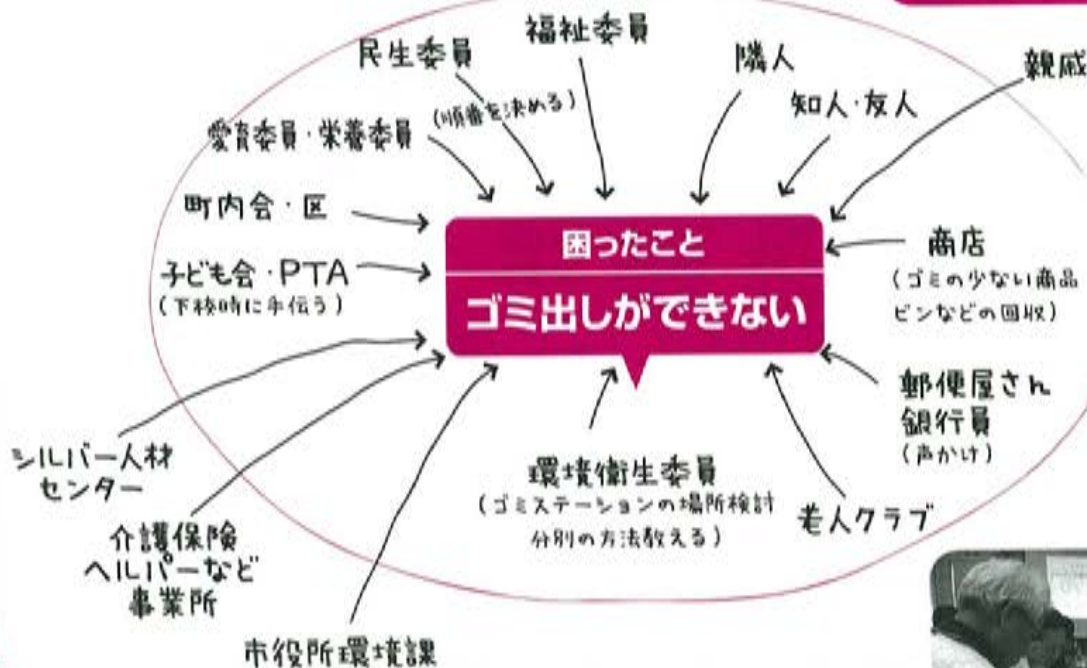 福祉委員
民生委員
隣人
親戚
知人・友人
(順番を決める)
愛育委員・栄養委員
町内会・区
困ったこと
商店
子ども会・PTA
(ゴミの少ない商品
(下校時に手伝う)
ビンなどの回収)
ゴミ出しができない
郵便屋さん
銀行員
(声かけ)
シルバー人材
センター
環境衛生委員
(ゴミステーションの場所検討
分別の方法教える)
老人クラブ
介護保険
ヘルパーなど
事業所
市役所環境課